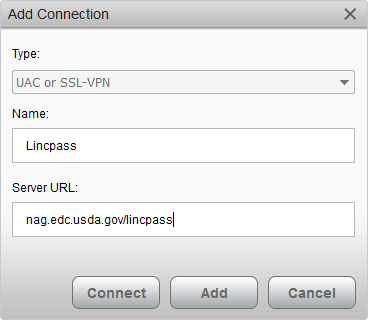 Add Connection
Type:
UAC or SSL-VPN
Name:
Lincpass
Server URL:
nag.edc.usda.gov/lincpass
Connect Add Cancel